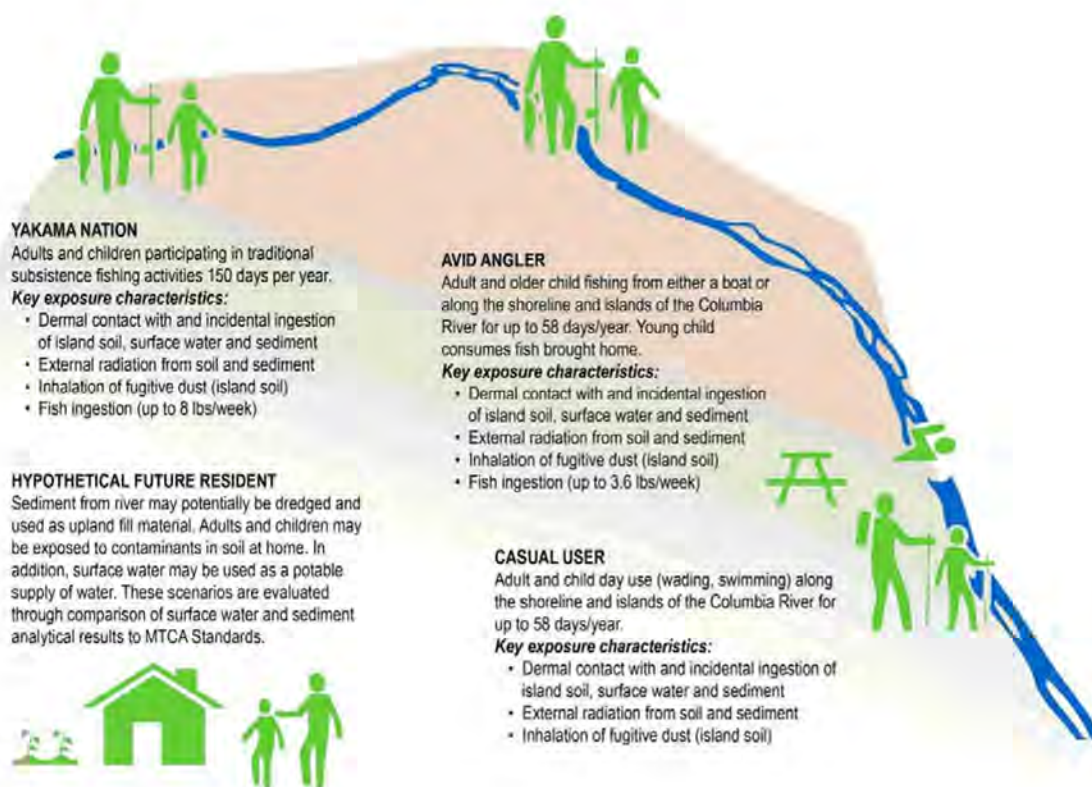 YAKAMA NATION
Adults and children participating in traditional
subsistence fishing activities 150 days per year.
Key exposure characteristics:
• Dermal contact with and incidental ingestion
of island soil, surface water and sediment
• External radiation from soil and sediment
• Inhalation of fugitive dust (island soil)
• Fish ingestion (up to 8 lbs/week)
HYPOTHETICAL FUTURE RESIDENT
Sediment from river may potentially be dredged and
used as upland fill material. Adults and children may
be exposed to contaminants in soil at home. In
addition, surface water may be used as a potable
supply of water. These scenarios are evaluated
through comparison of surface water and sediment
analytical results to MTCA Standards.
AVID ANGLER
Adult and older child fishing from either a boat or
along the shoreline and islands of the Columbia
River for up to 58 days/year. Young child
consumes fish brought home.
Key exposure characteristics:
• Dermal contact with and incidental ingestion
of island soil, surface water and sediment
• External radiation from soil and sediment
• Inhalation of fugitive dust (island soil)
• Fish ingestion (up to 3.6 lbs/week)
CASUAL USER
Adult and child day use (wading, swimming) along
the shoreline and islands of the Columbia River for
up to 58 days/year.
Key exposure characteristics:
• Dermal contact with and incidental ingestion of
island soil, surface water and sediment
• External radiation from soil and sediment
• Inhalation of fugitive dust (island soil)